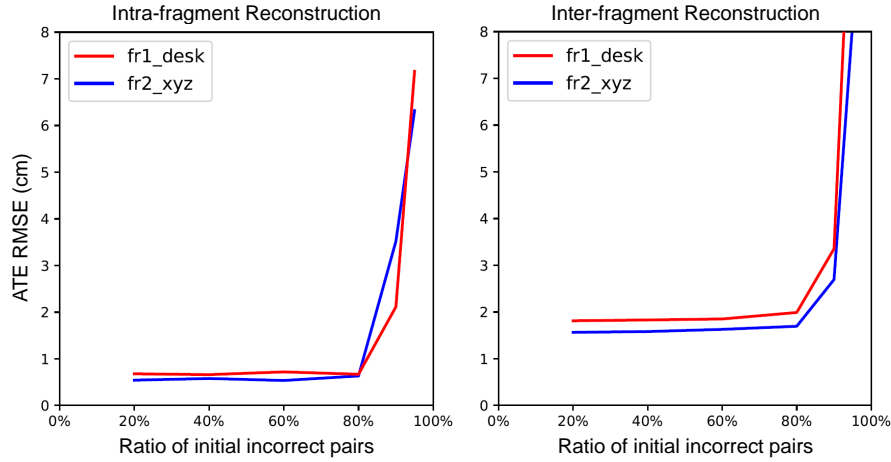 Intra-fragment Reconstruction
fr1_desk
fr2_xyz
8
7
6
5
4
3
2
1
0
ATE RMSE (cm)
0% 20% 40% 60% 80% 100%
Ratio of initial incorrect pairs
Inter-fragment Reconstruction
fr1_desk
fr2_xyz
8
7
6
5
4
3
2
1
0
0% 20% 40% 60% 80% 100%
Ratio of initial incorrect pairs